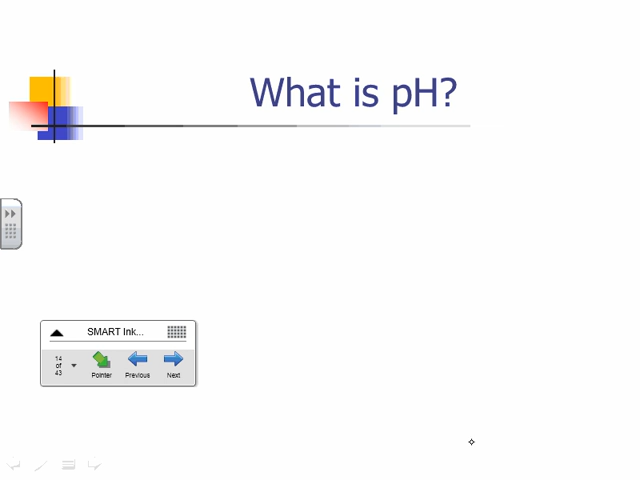 What is pH?
SMART Ink...
14
of
43
Pointer
Previous
Next